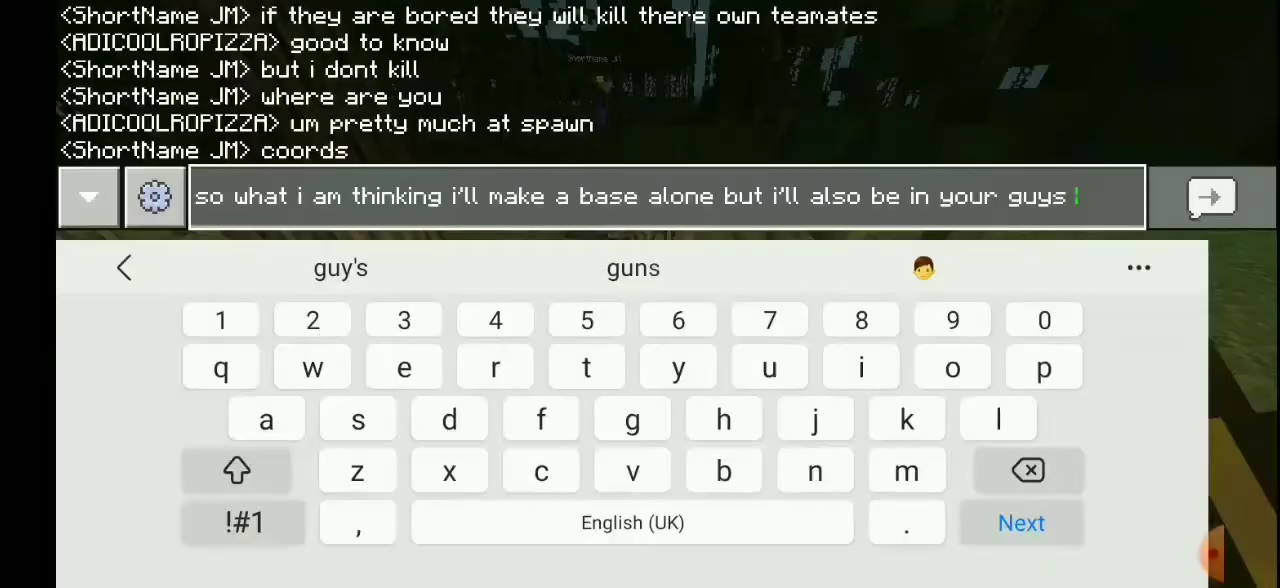 <ShortName JM> if they are bored they will kill there own teamates
<ADICOOLROPIZZA> good to know
<ShortName JM> but i dont kill
<ShortName JM> where are you
<ADICOOLROPIZZA> um pretty much at spawn
<ShortName JM> coords
ShortName JM
so what i am thinking i'll make a base alone but i'll also be in your guys
guy's guns
1 2 3 4 5 6 7 8 9 0
q w e r t y u i o p
a s d f g h j k l
z x c v b n m
!#1 , English (UK) . Next